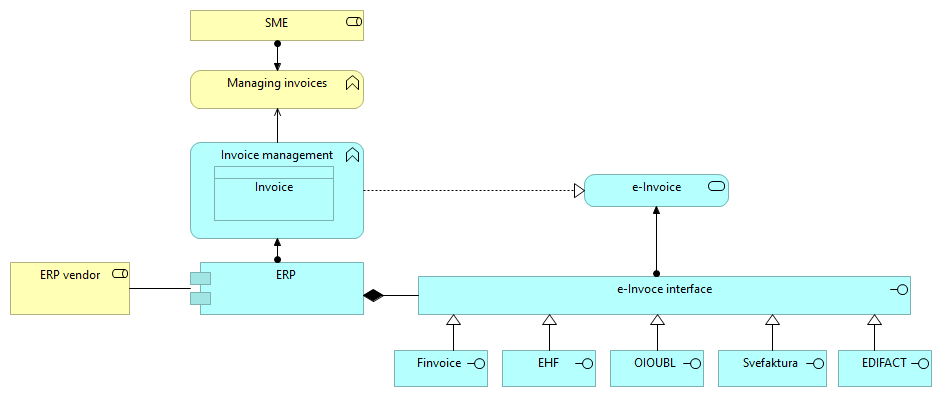 SME
Managing invoices
Invoice management
Invoice
e-Invoice
ERP vendor
ERP
e-Invoce interface
Finvoice
EHF
OIOUBL
Svefaktura
EDIFACT